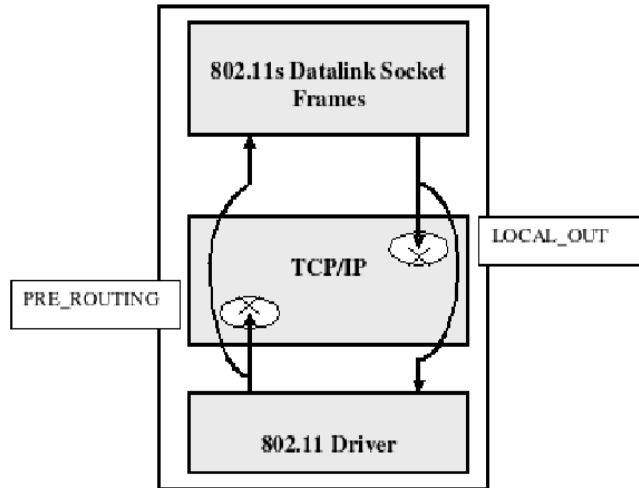 802.11s Datalink Socket
Frames
LOCAL_OUT
TCP/IP
PRE_ROUTING
802.11 Driver